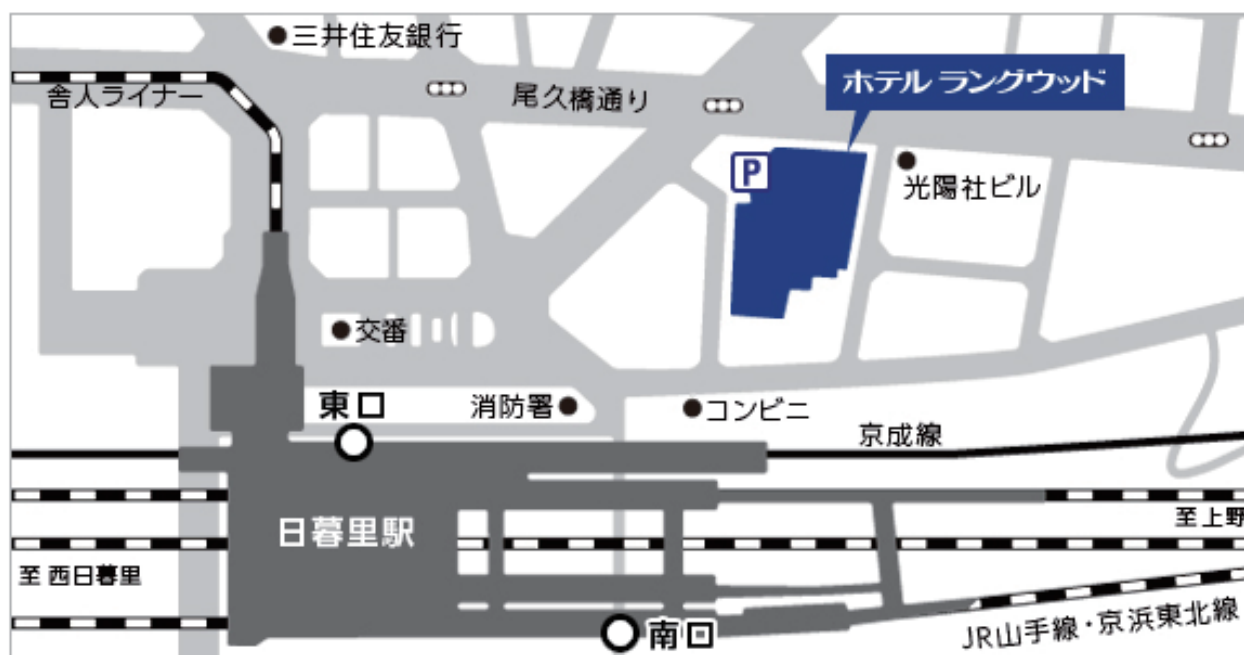 三井住友銀行
舎人ライナー
尾久橋通り
ホテル ラングウッド
P
光陽社ビル
交番
東口
消防署
コンビニ
京成線
日暮里駅
至 上野
至 西日暮里
南口
JR山手線・京浜東北線